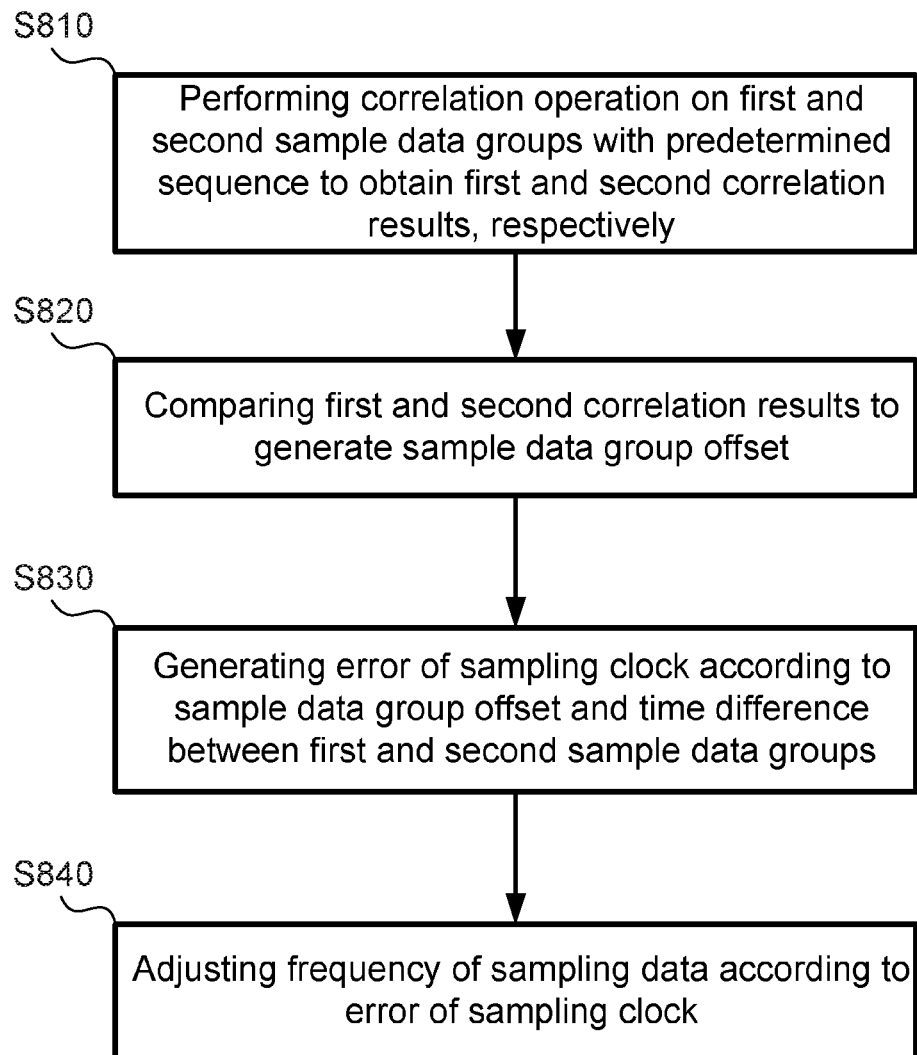 S810
Performing correlation operation on first and
second sample data groups with predetermined
sequence to obtain first and second correlation
results, respectively
S820
Comparing first and second correlation results to
generate sample data group offset
S830
Generating error of sampling clock according to
sample data group offset and time difference
between first and second sample data groups
S840
Adjusting frequency of sampling data according to
error of sampling clock